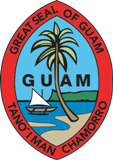 GREAT SEAL OF GUAM
GUAM
TANO I MAN CHAMORRO